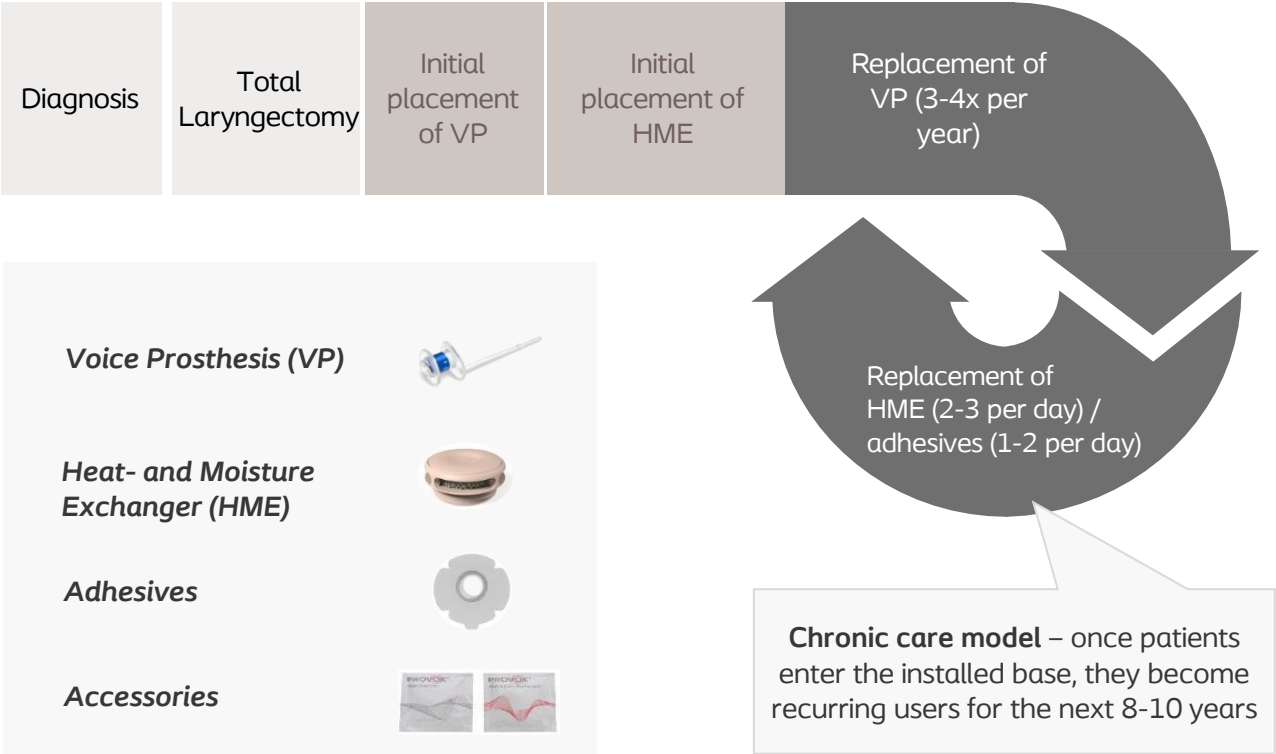 Diagnosis
Total
Laryngectomy
Initial
placement
of VP
Initial
placement of
HME
Replacement of
VP (3-4x per
year)
Replacement of
HME (2-3 per day) /
adhesives (1-2 per day)
Voice Prosthesis (VP)
Heat- and Moisture
Exchanger (HME)
Adhesives
Accessories
PROVOX
PROVOX
Chronic care model – once patients
enter the installed base, they become
recurring users for the next 8-10 years